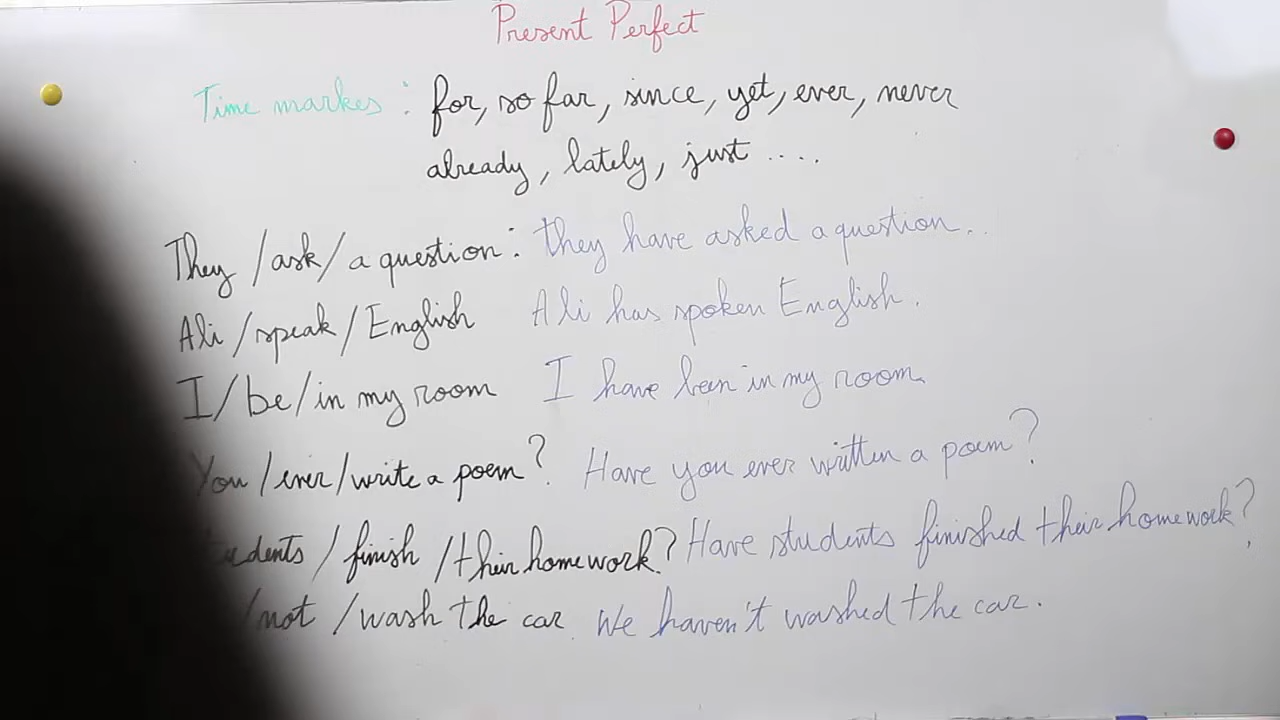 Present Perfect
Time markes : for, so far, since, yet, ever, never
already, lately, just ....
They /ask/ a question : they have asked a question..
Ali /speak/ English Ali has spoken English.
I/ be/ in my room I have been in my room.
You /ever/write a poem? Have you ever written a poem?
/ finish /their homework? Have students finished their homework?
/not /wash the car. We haven't washed the car.